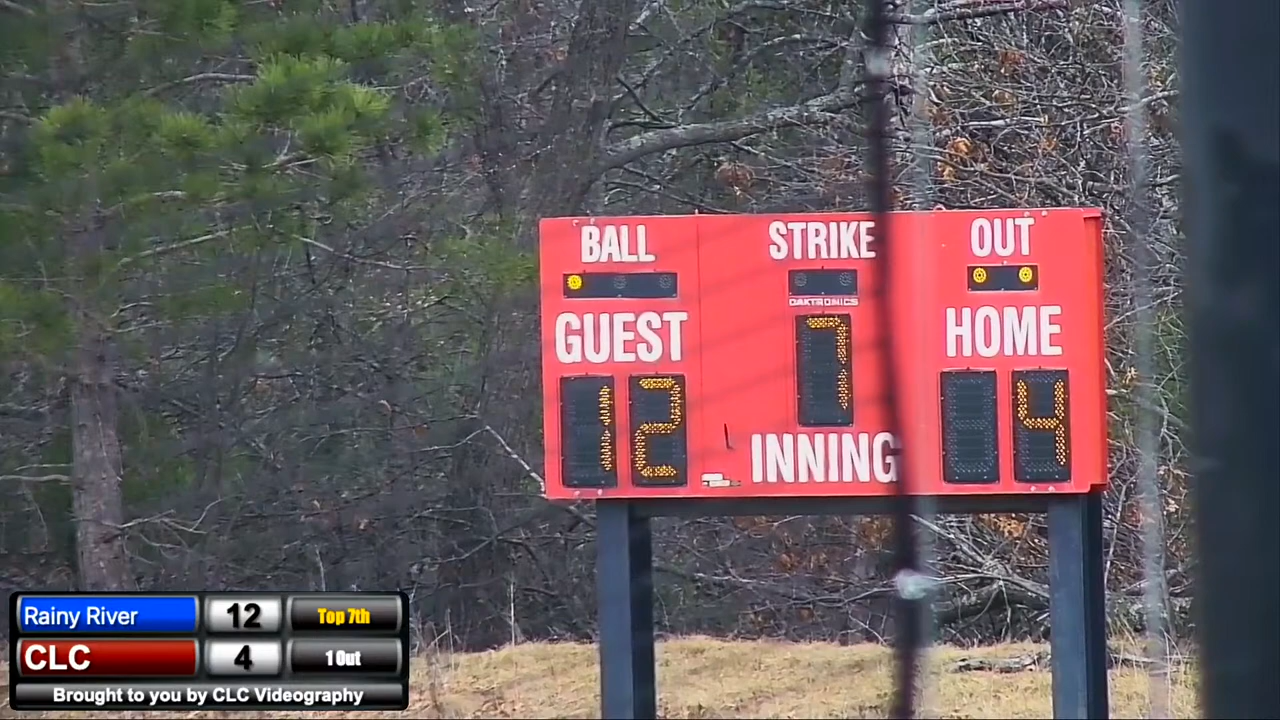 BALL STRIKE OUT
DAKTRONICS
GUEST 7 HOME
12 4
INNING
Rainy River 12 Top 7th
CLC 4 1 Out
Brought to you by CLC Videography